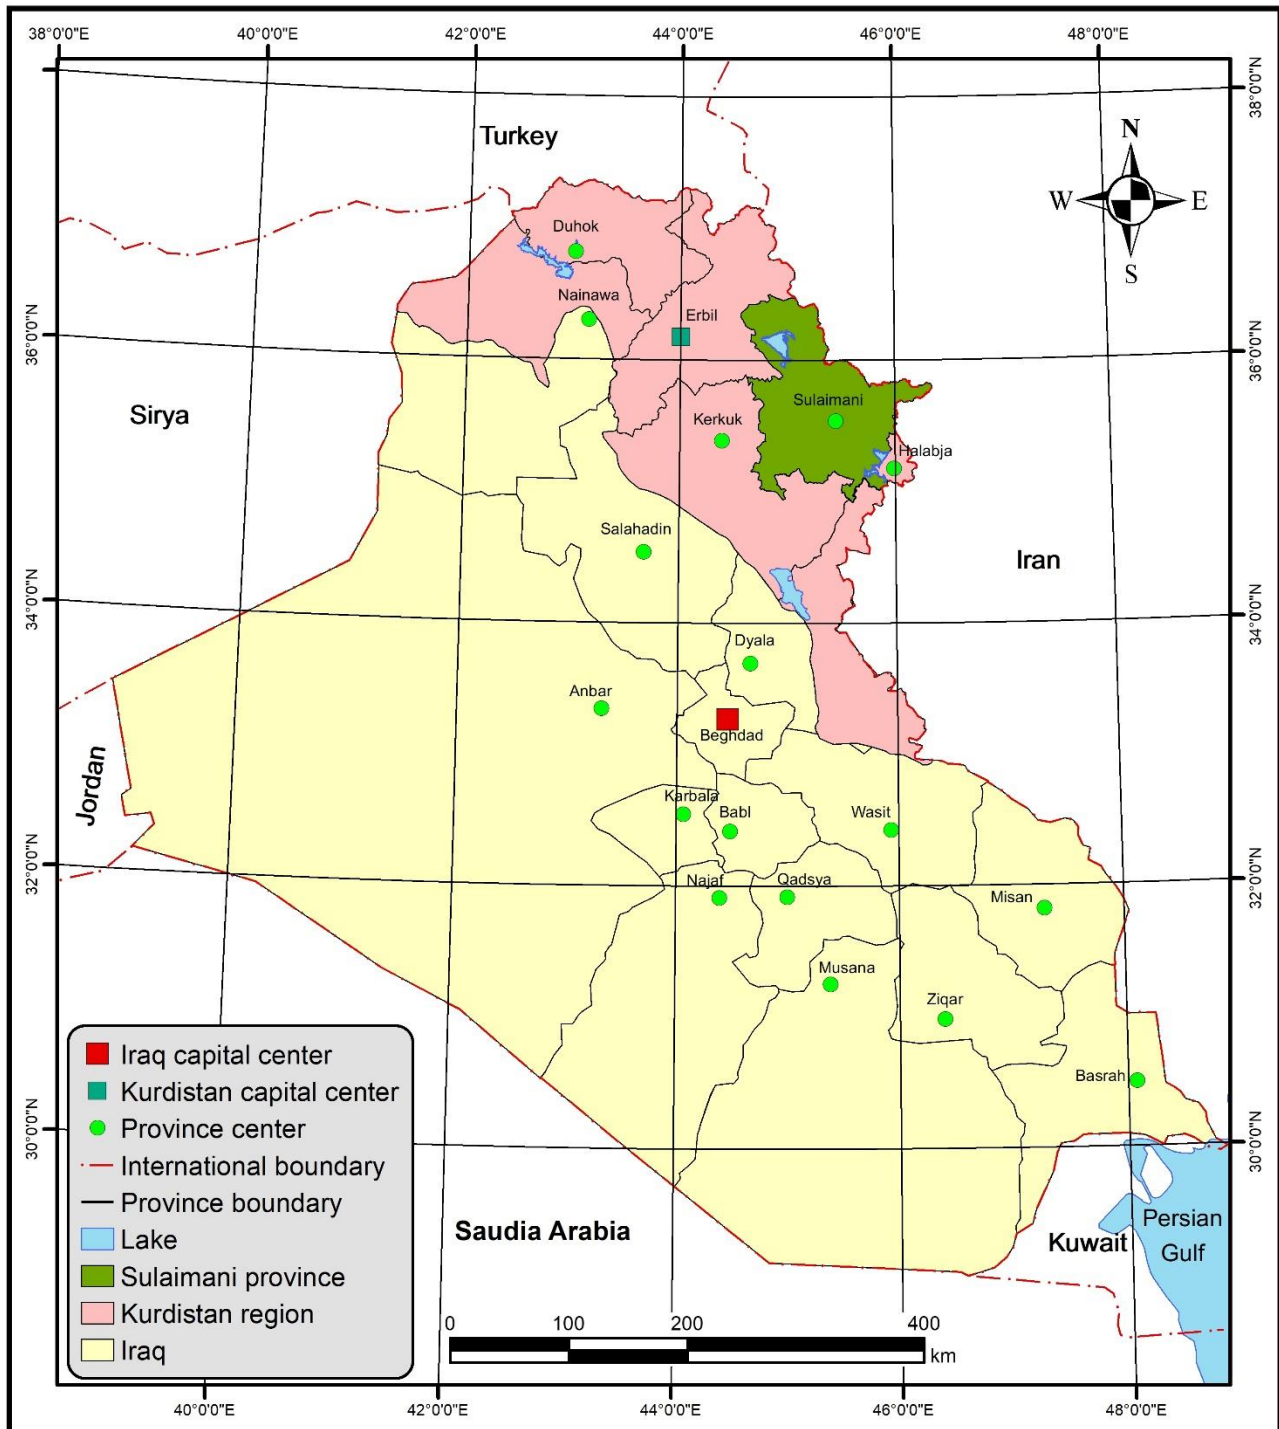 38°0'0"E 40°0'0"E 42°0'0"E 44°0'0"E 46°0'0"E 48°0'0"E
38°0'0"N
N
W E
S
Turkey
Duhok
Nainawa
Erbil
36°0'0"N
36°0'0"N
Sirya
Sulaimani
Kerkuk
Halabja
Salahadin
Iran
34°0'0"N
34°0'0"N
Dyala
Anbar
Beghdad
Jordan
Karbala
Babl
Wasit
32°0'0"N
32°0'0"N
Najaf
Qadsya
Misan
Musana
Ziqar
Basrah
30°0'0"N
30°0'0"N
Iraq capital center
Kurdistan capital center
Province center
International boundary
Province boundary
Lake
Sulaimani province
Kurdistan region
Iraq
Saudia Arabia
Kuwait
Persian
Gulf
0 100 200 400
km
40°0'0"E 42°0'0"E 44°0'0"E 46°0'0"E 48°0'0"E